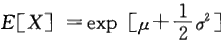 E[X] = exp [μ + 1/2 σ²]